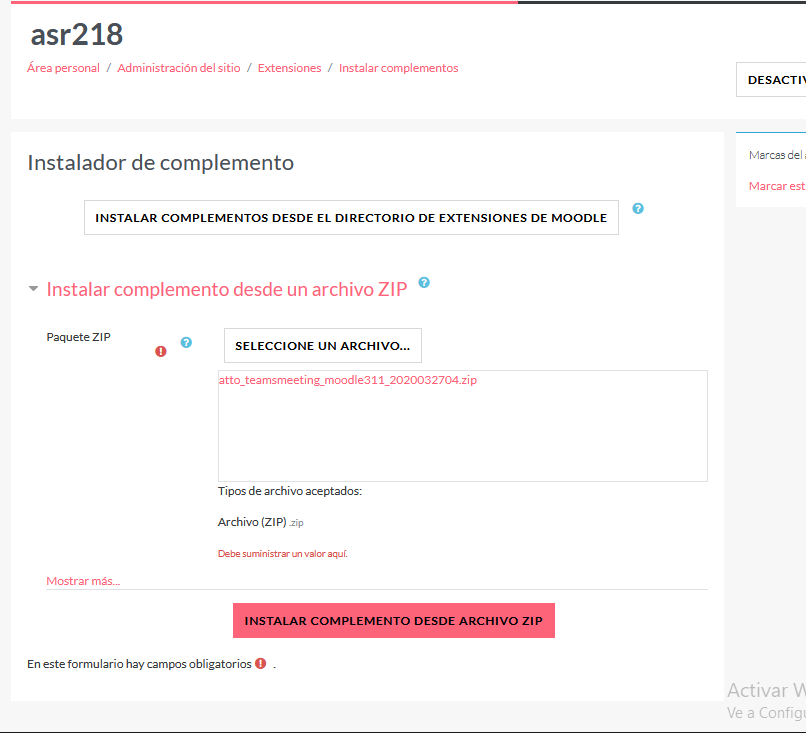 asr218
Área personal / Administración del sitio / Extensiones / Instalar complementos
DESACTIV
Instalador de complemento
Marcas del a
Marcar est
INSTALAR COMPLEMENTOS DESDE EL DIRECTORIO DE EXTENSIONES DE MOODLE
Instalar complemento desde un archivo ZIP
Paquete ZIP
SELECCIONE UN ARCHIVO...
atto_teamsmeeting_moodle311_2020032704.zip
Tipos de archivo aceptados:
Archivo (ZIP) .zip
Debe suministrar un valor aquí.
Mostrar más...
INSTALAR COMPLEMENTO DESDE ARCHIVO ZIP
En este formulario hay campos obligatorios .
Activar W
Ve a Configu